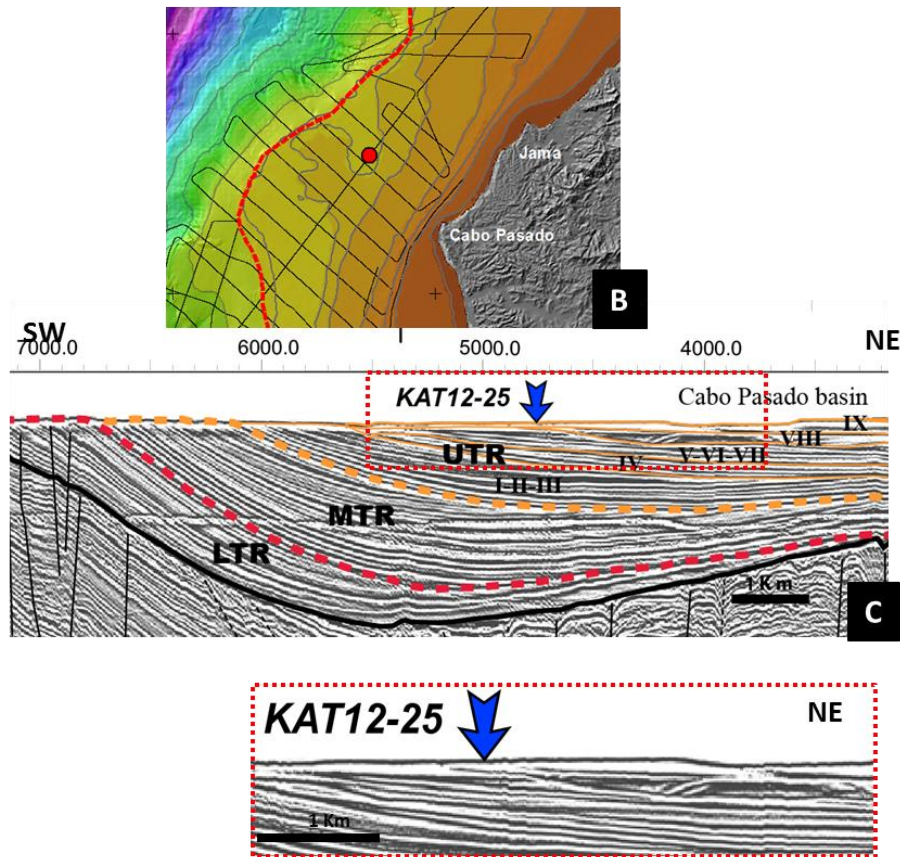 Jama
Cabo Pasado
B
SW
NE
7000.0 6000.0 5000.0 4000.0
KAT12-25
Cabo Pasado basin
IX
VIII
UTR
V-VI-VII
IV
I-II-III
MTR
LTR
1 Km
C
KAT12-25
NE
1 Km